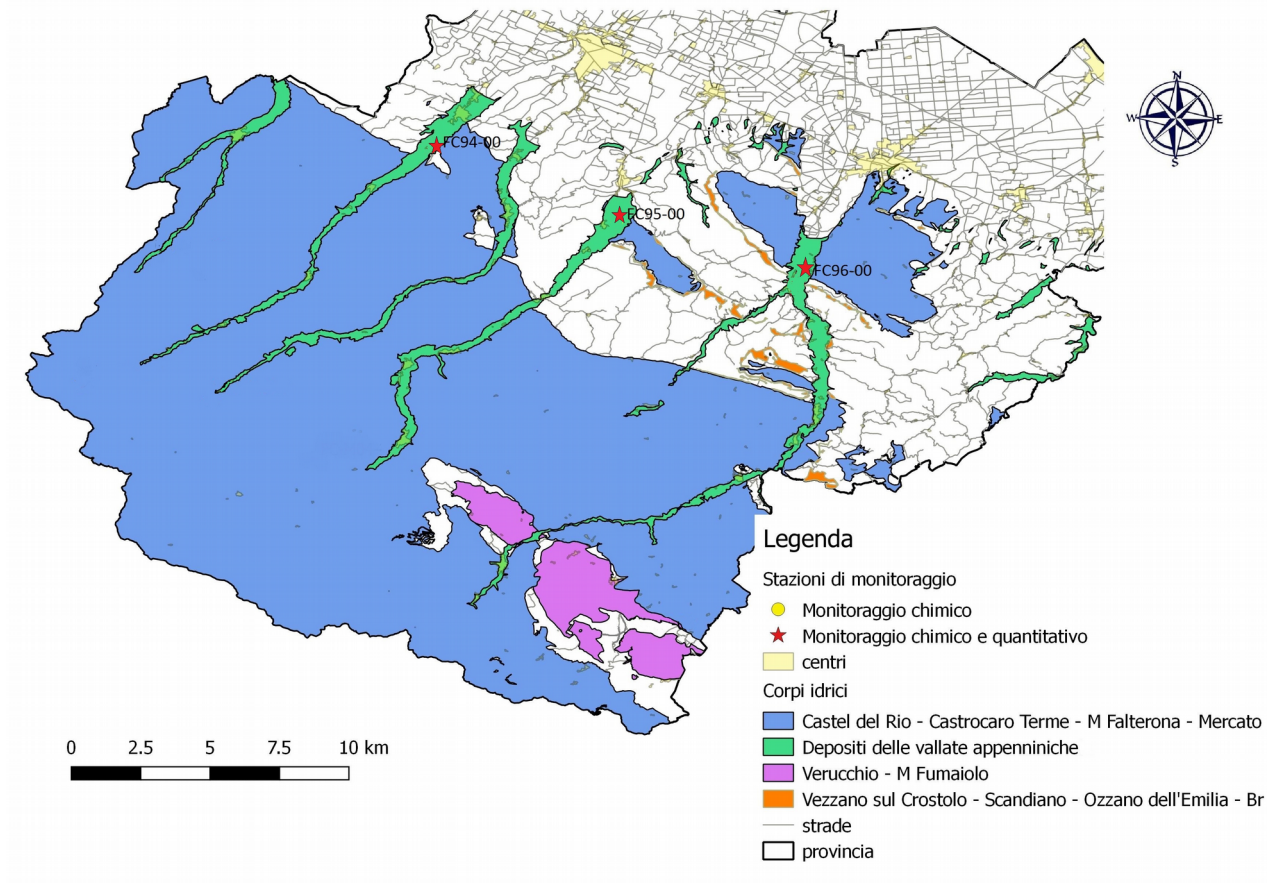 N
W
E
S
FC94-00
FC95-00
FC96-00
Legenda
Stazioni di monitoraggio
Monitoraggio chimico
Monitoraggio chimico e quantitativo
centri
Corpi idrici
Castel del Rio - Castrocaro Terme - M Falterona - Mercato
Depositi delle vallate appenniniche
Verucchio - M Fumaiolo
Vezzano sul Crostolo - Scandiano - Ozzano dell'Emilia - Br
strade
provincia
0 2.5 5 7.5 10 km